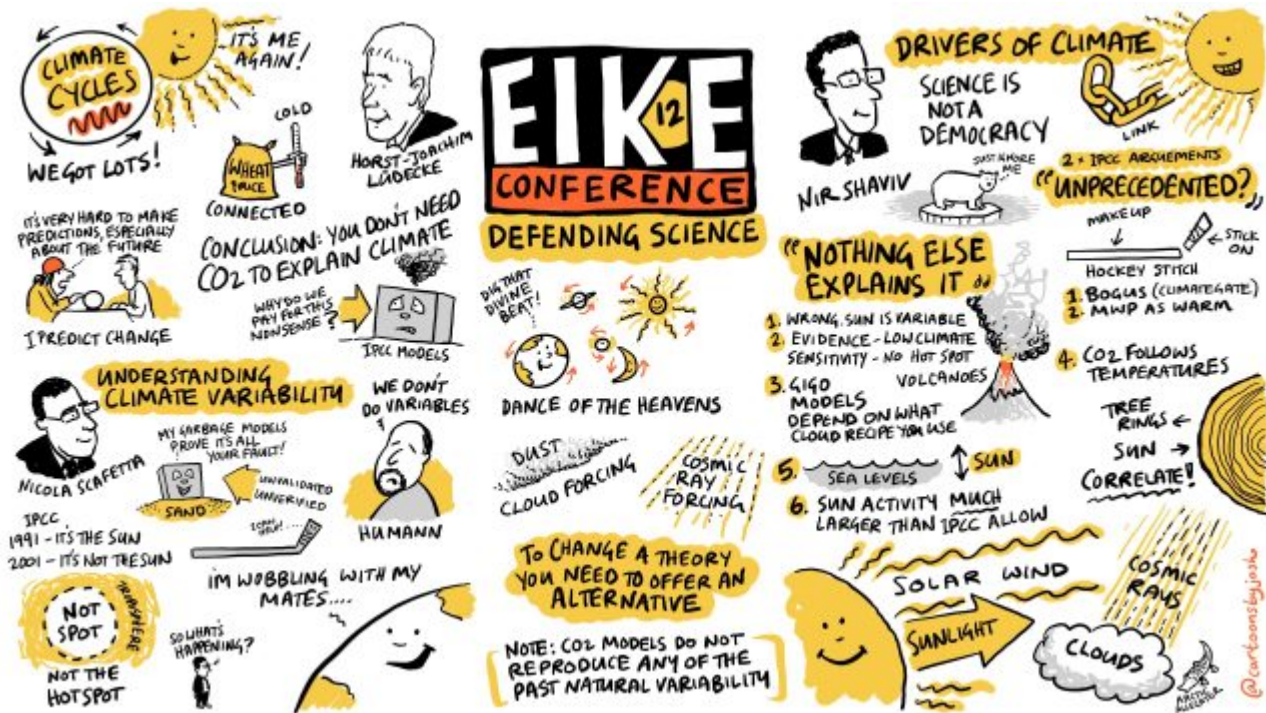 CLIMATE
CYCLES
IT'S ME
AGAIN!
WE GOT LOTS!
COLD
WHEAT
PRICE
CONNECTED
HORST-JOACHIM
LÜDECKE
IT'S VERY HARD TO MAKE
PREDICTIONS, ESPECIALLY
ABOUT THE FUTURE
I PREDICT CHANGE
CONCLUSION: YOU DON'T NEED
CO2 TO EXPLAIN CLIMATE
WHY DO WE
PAY FOR THIS
NONSENSE?
IPCC MODELS
UNDERSTANDING
CLIMATE VARIABILITY
NICOLA SCAFETTA
MY GARBAGE MODELS
PROVE IT'S ALL
YOUR FAULT!
UNVALIDATED
UNVERIFIED
SAND
WE DON'T
DO VARIABLES
HUMANN
IPCC
1991 - IT'S THE SUN
2001 - IT'S NOT THE SUN
I'M WOBBLING WITH MY
MATES....
NOT
SPOT
NOT THE
HOTSPOT
SO WHAT'S
HAPPENING?
EIKE
12
CONFERENCE
DEFENDING SCIENCE
DIG THAT
DIVINE
BEAT!
DANCE OF THE HEAVENS
DUST
CLOUD FORCING
COSMIC
RAY
FORCING
TO CHANGE A THEORY
YOU NEED TO OFFER AN
ALTERNATIVE
NOTE: CO2 MODELS DO NOT
REPRODUCE ANY OF THE
PAST NATURAL VARIABILITY
DRIVERS OF CLIMATE
NIR SHAVIV
SCIENCE IS
NOT A
DEMOCRACY
LINK
JUST IGNORE
ME
2 x IPCC ARGUEMENTS
"UNPRECEDENTED?"
MAKEUP
STICK
ON
HOCKEY STITCH
1. BOGUS (CLIMATEGATE)
2. MWP AS WARM
"NOTHING ELSE
EXPLAINS IT"
1. WRONG. SUN IS VARIABLE
2. EVIDENCE - LOW CLIMATE
SENSITIVITY - NO HOT SPOT
VOLCANOES
3. GIGO
MODELS
DEPEND ON WHAT
CLOUD RECIPE YOU USE
4. CO2 FOLLOWS
TEMPERATURES
TREE
RINGS
SUN
CORRELATE!
5.
SEA LEVELS
SUN
6. SUN ACTIVITY MUCH
LARGER THAN IPCC ALLOW
SOLAR WIND
SUNLIGHT
COSMIC
RAYS
CLOUDS
@cartoonsbyjosh